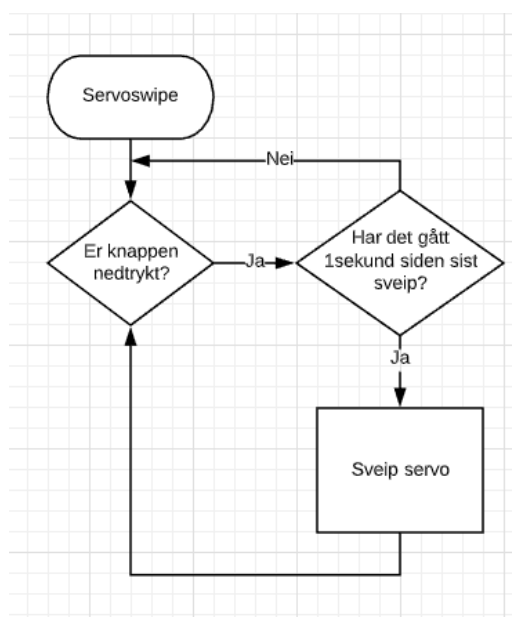 Servoswipe
Nei
Er knappen
nedtrykt?
Ja
Har det gått
1sekund siden sist
sveip?
Ja
Sveip servo